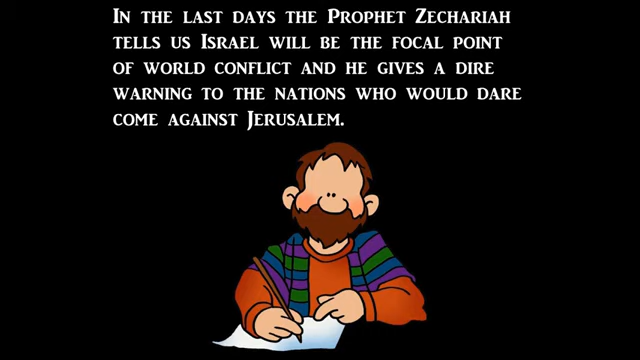 In the last days the Prophet Zechariah
tells us Israel will be the focal point
of world conflict and he gives a dire
warning to the nations who would dare
come against Jerusalem.